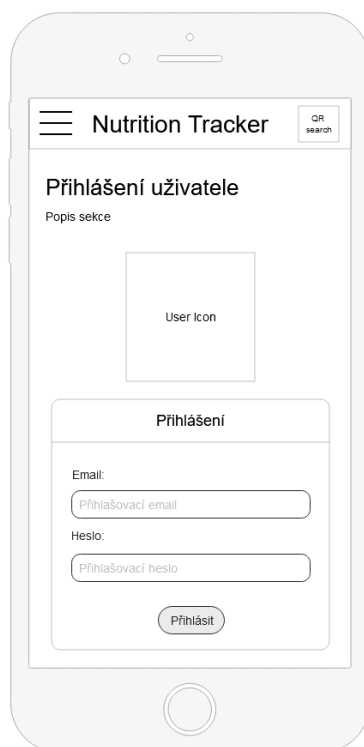 Nutrition Tracker
QR
search
Přihlášení uživatele
Popis sekce
User Icon
Přihlášení
Email:
Přihlašovací email
Heslo:
Přihlašovací heslo
Přihlásit